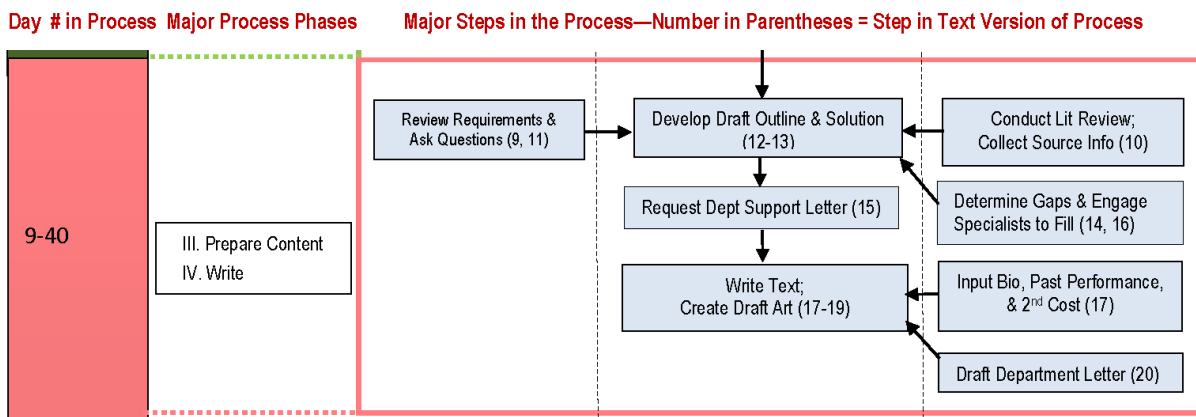 Day # in Process Major Process Phases Major Steps in the Process—Number in Parentheses = Step in Text Version of Process
9-40
III. Prepare Content
IV. Write
Review Requirements &
Ask Questions (9, 11)
Develop Draft Outline & Solution
(12-13)
Conduct Lit Review;
Collect Source Info (10)
Request Dept Support Letter (15)
Determine Gaps & Engage
Specialists to Fill (14, 16)
Write Text;
Create Draft Art (17-19)
Input Bio, Past Performance,
& 2nd Cost (17)
Draft Department Letter (20)